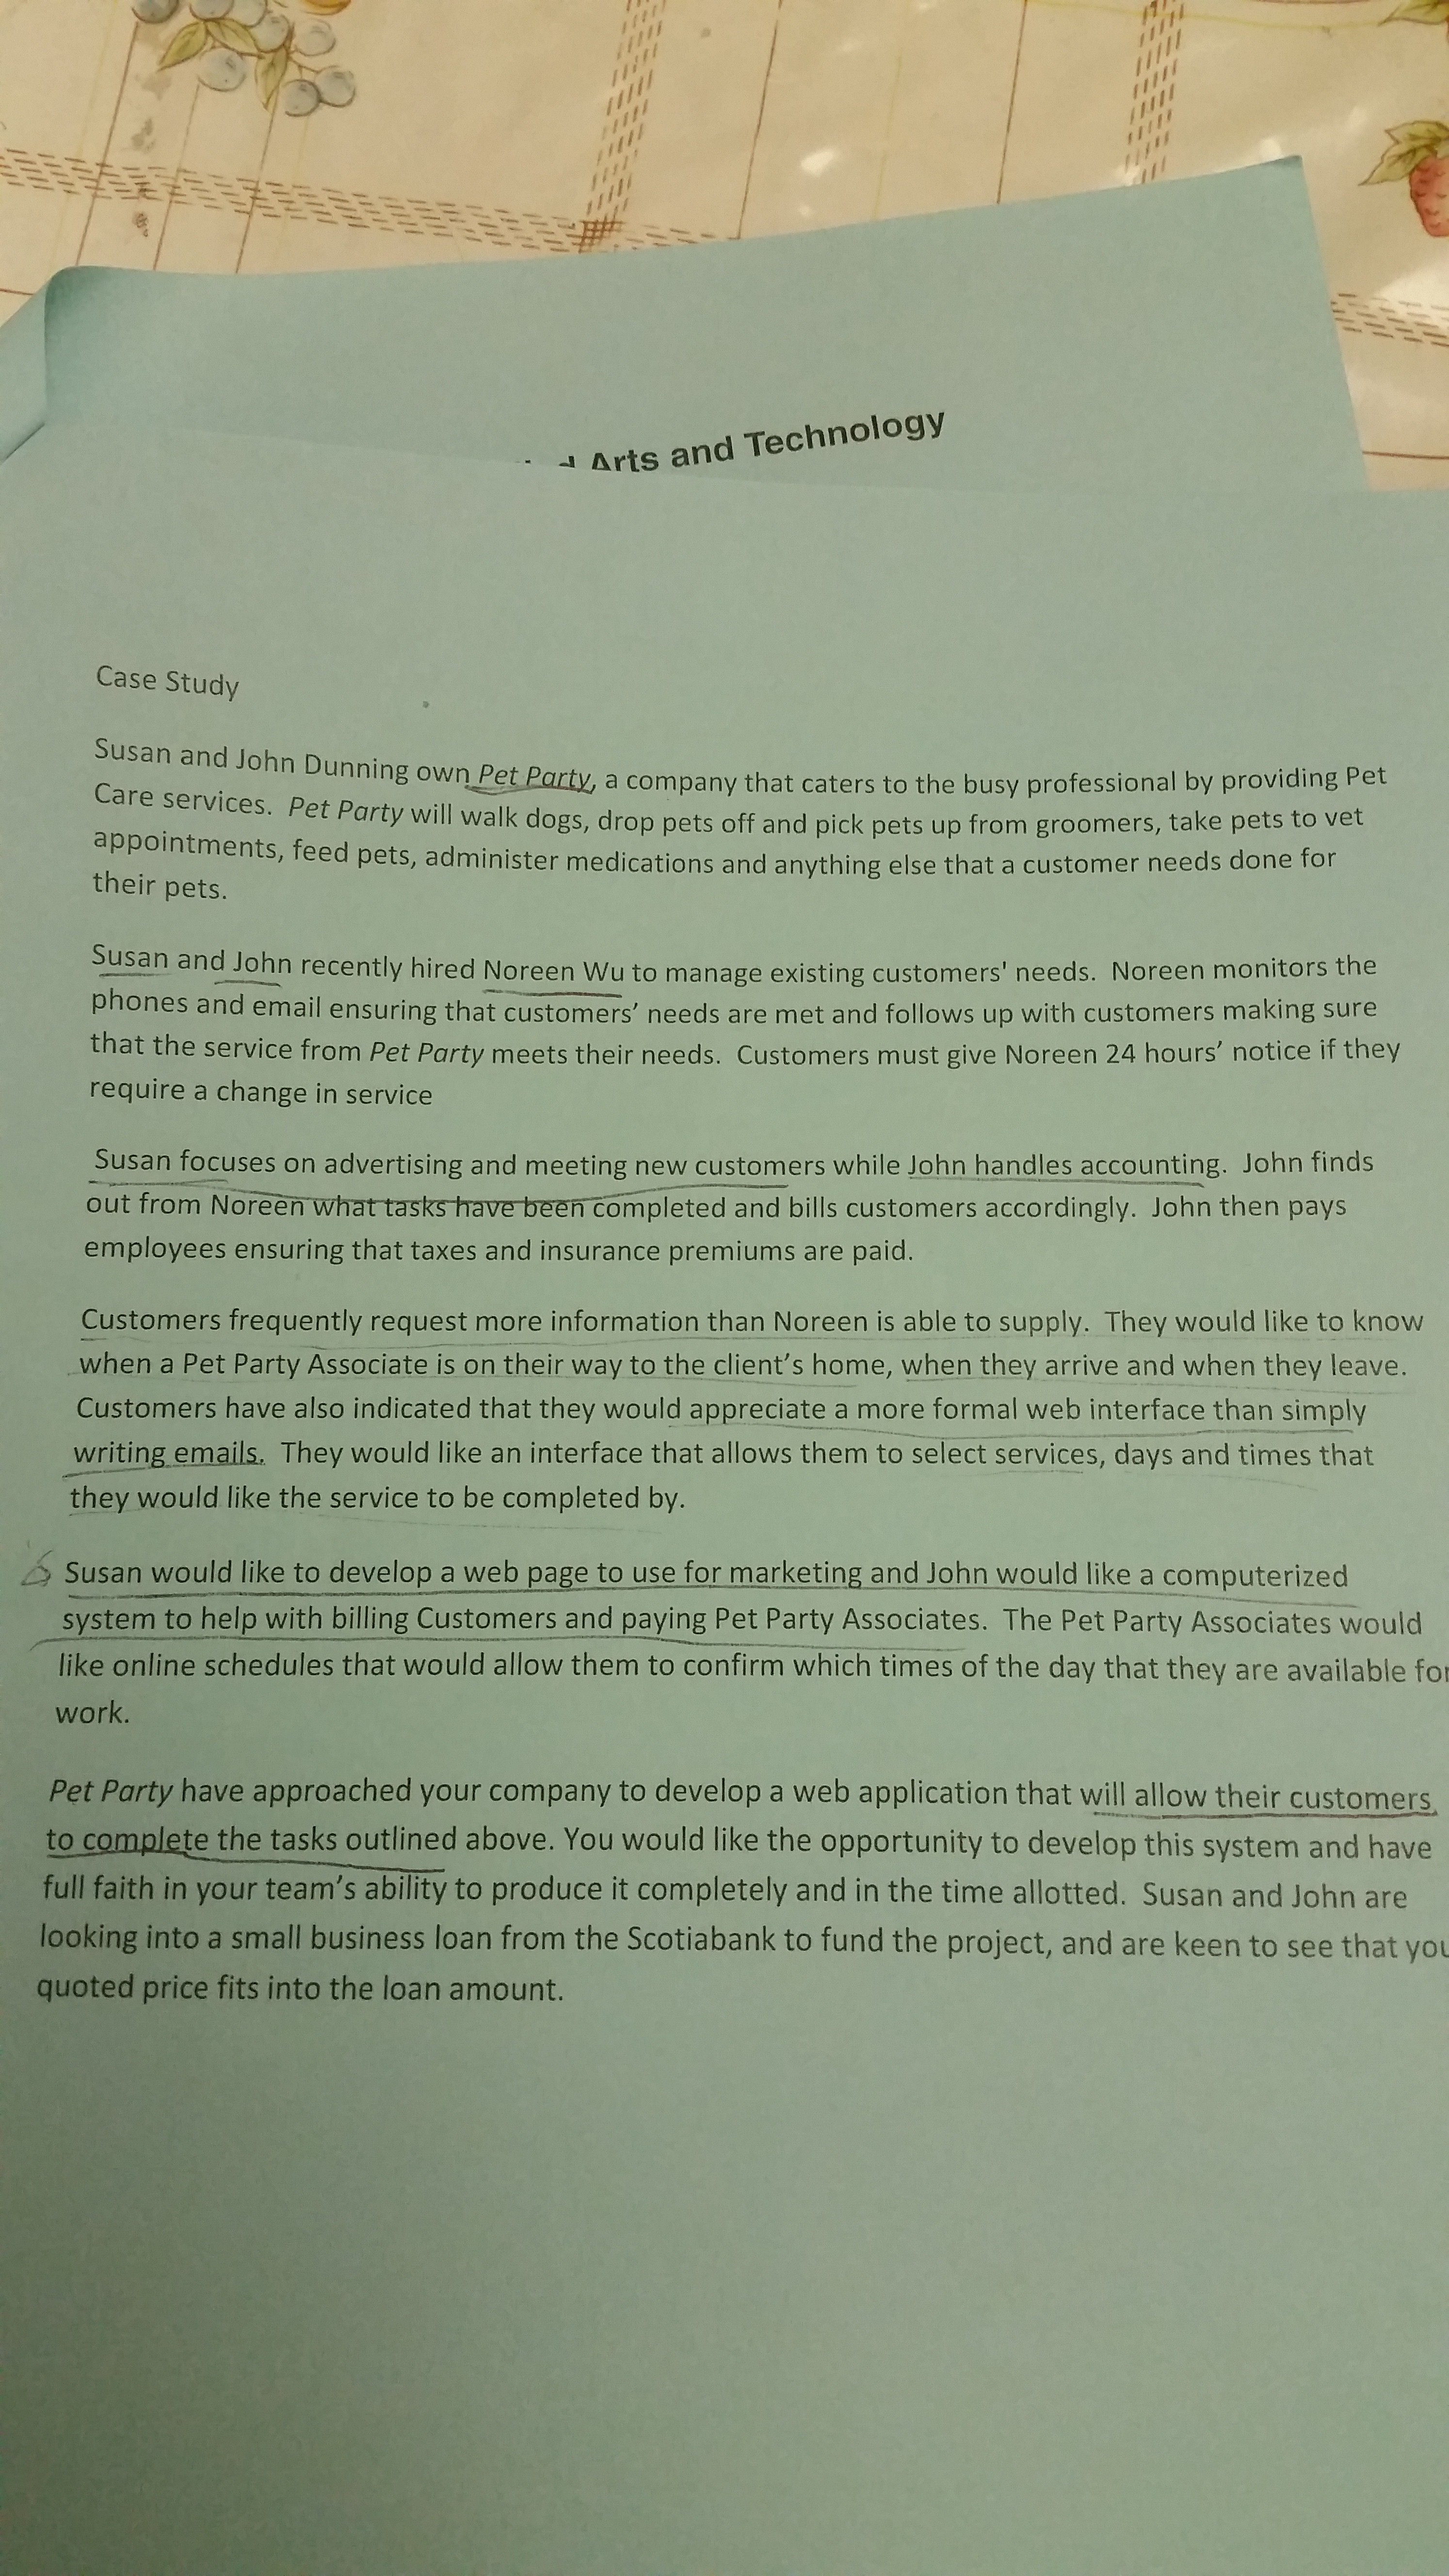 Arts and Technology
Case Study
Susan and John Dunning own Pet Party, a company that caters to the busy professional by providing Pet
Care services. Pet Party will walk dogs, drop pets off and pick pets up from groomers, take pets to vet
appointments, feed pets, administer medications and anything else that a customer needs done for
their pets.
Susan and John recently hired Noreen Wu to manage existing customers' needs. Noreen monitors the
phones and email ensuring that customers’ needs are met and follows up with customers making sure
that the service from Pet Party meets their needs. Customers must give Noreen 24 hours’ notice if they
require a change in service
Susan focuses on advertising and meeting new customers while John handles accounting. John finds
out from Noreen what tasks have been completed and bills customers accordingly. John then pays
employees ensuring that taxes and insurance premiums are paid.
Customers frequently request more information than Noreen is able to supply. They would like to know
when a Pet Party Associate is on their way to the client’s home, when they arrive and when they leave.
Customers have also indicated that they would appreciate a more formal web interface than simply
writing emails. They would like an interface that allows them to select services, days and times that
they would like the service to be completed by.
Susan would like to develop a web page to use for marketing and John would like a computerized
system to help with billing Customers and paying Pet Party Associates. The Pet Party Associates would
like online schedules that would allow them to confirm which times of the day that they are available for
work.
Pet Party have approached your company to develop a web application that will allow their customers
to complete the tasks outlined above. You would like the opportunity to develop this system and have
full faith in your team’s ability to produce it completely and in the time allotted. Susan and John are
looking into a small business loan from the Scotiabank to fund the project, and are keen to see that you
quoted price fits into the loan amount.